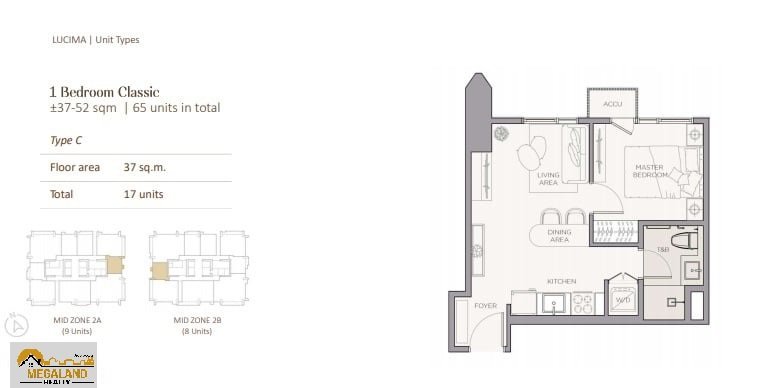 LUCIMA | Unit Types
1 Bedroom Classic
±37-52 sqm | 65 units in total
Type C
Floor area 37 sq.m.
Total 17 units
MID ZONE 2A
(9 Units)
MID ZONE 2B
(8 Units)
ACCU
LIVING
AREA
MASTER
BEDROOM
DINING
AREA
T&B
KITCHEN
W/D
FOYER
MEGALAND
REALTY